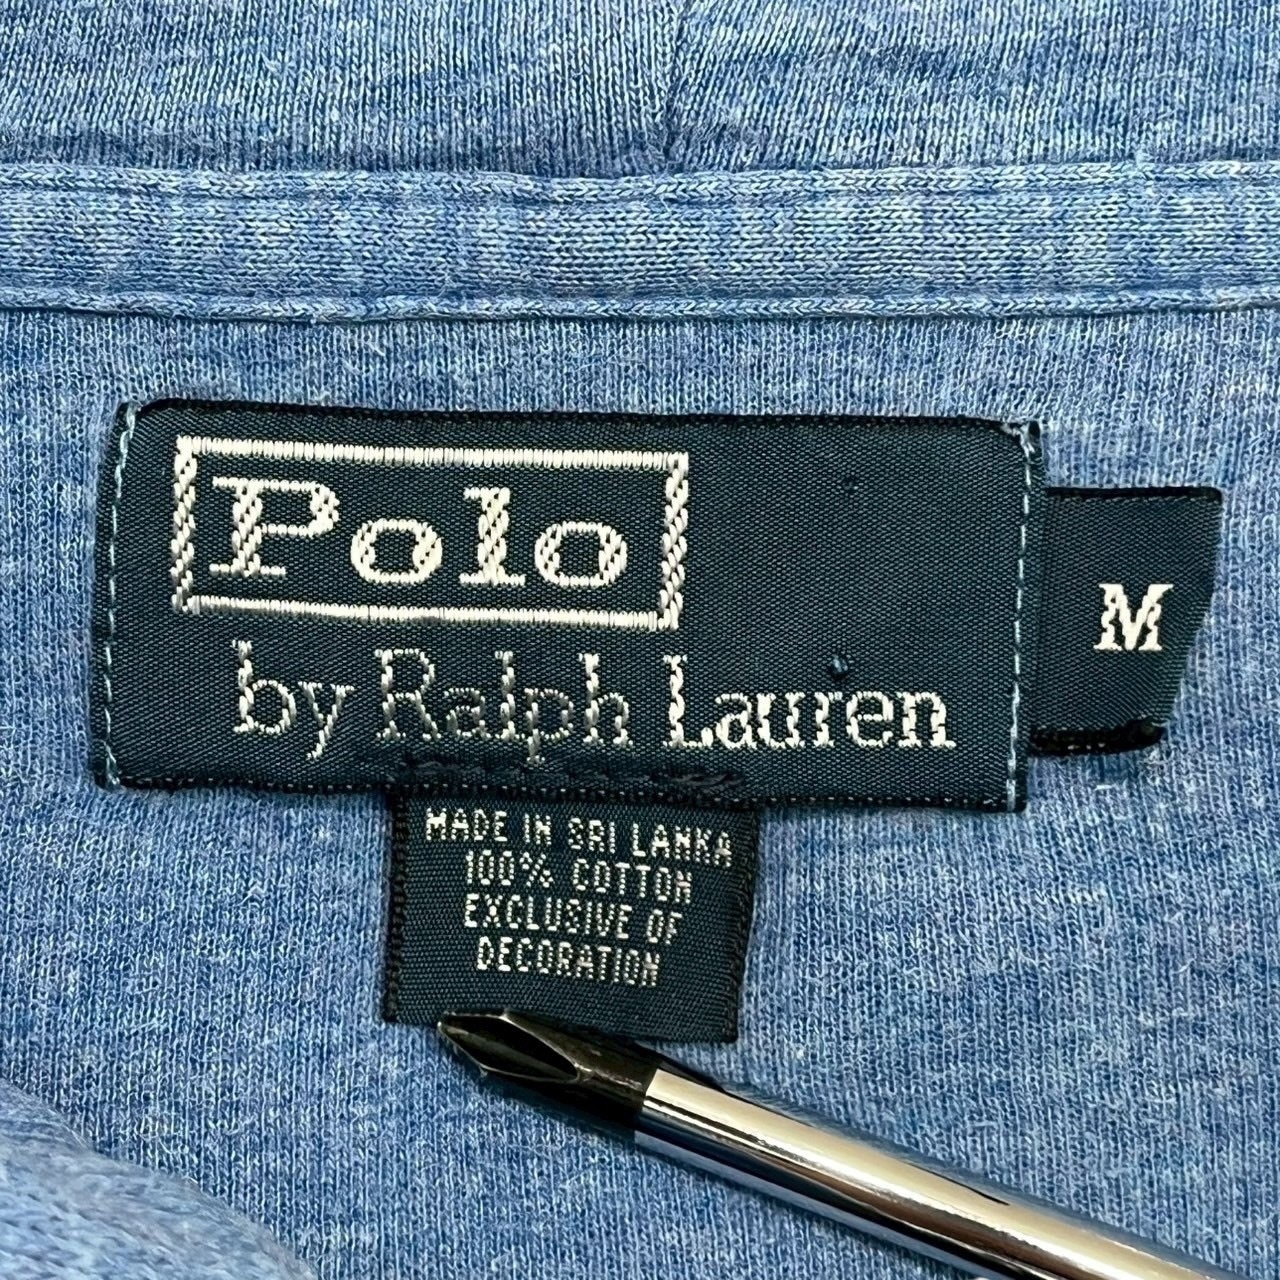 Polo
by Ralph Lauren
M
MADE IN SRI LANKA
100% COTTON
EXCLUSIVE OF
DECORATION